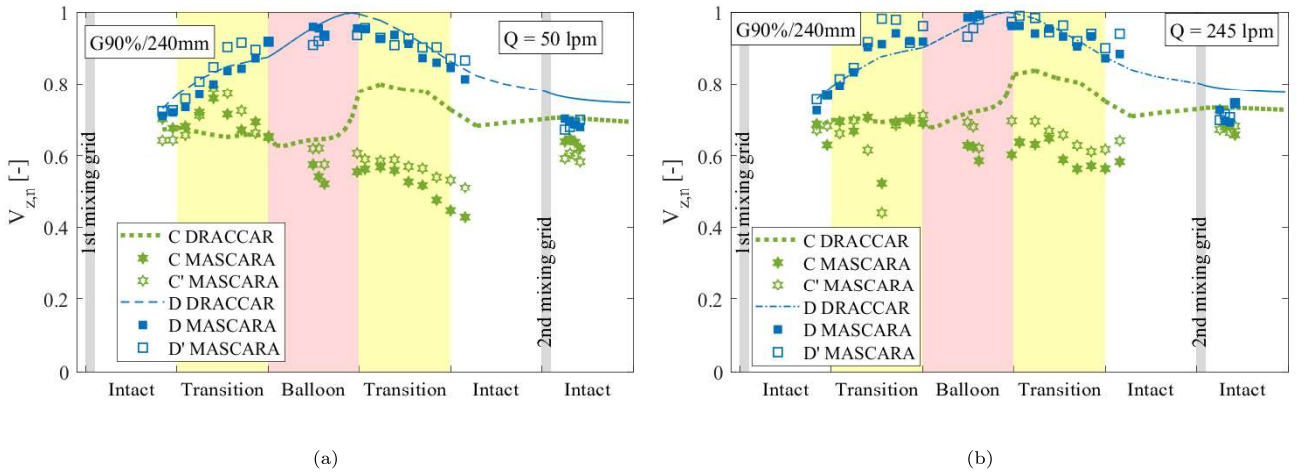 G90%/240mm
Q = 50 lpm
1
0.8
0.6
0.4
0.2
0
V_{z,n} [-]
1st mixing grid
2nd mixing grid
C DRACCAR
C MASCARA
C' MASCARA
D DRACCAR
D MASCARA
D' MASCARA
Intact Transition Balloon Transition Intact Intact
(a)
G90%/240mm
Q = 245 lpm
1
0.8
0.6
0.4
0.2
0
V_{z,n} [-]
1st mixing grid
2nd mixing grid
C DRACCAR
C MASCARA
C' MASCARA
D DRACCAR
D MASCARA
D' MASCARA
Intact Transition Balloon Transition Intact Intact
(b)